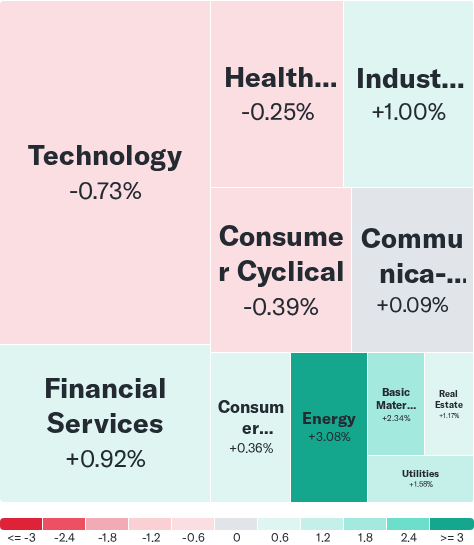 Technology
-0.73%
Health...
-0.25%
Indust...
+1.00%
Consume
r Cyclical
-0.39%
Commu
nica-...
+0.09%
Financial
Services
+0.92%
Consum
er...
+0.36%
Energy
+3.08%
Basic
Mater...
+2.34%
Real
Estate
+1.17%
Utilities
+1.58%
<= -3 -2.4 -1.8 -1.2 -0.6 0 0.6 1.2 1.8 2.4 >= 3